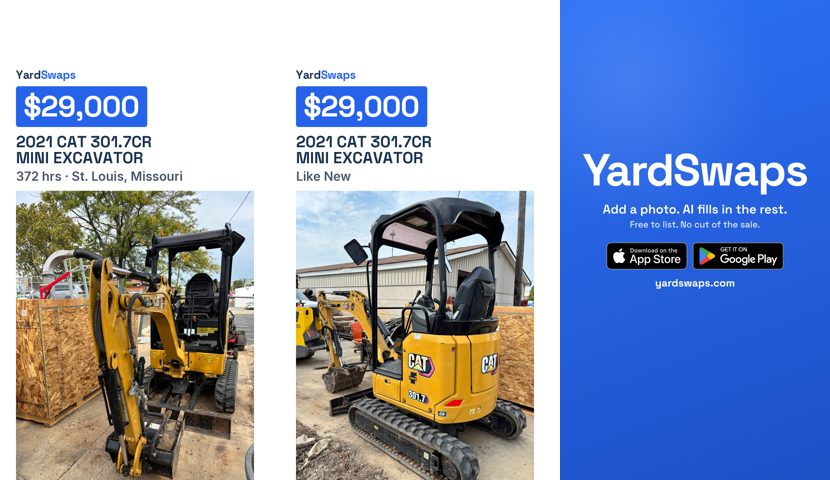 YardSwaps
$29,000
2021 CAT 301.7CR
MINI EXCAVATOR
372 hrs · St. Louis, Missouri
YardSwaps
$29,000
2021 CAT 301.7CR
MINI EXCAVATOR
Like New
CAT
CAT
301.7
YardSwaps
Add a photo. AI fills in the rest.
Free to list. No cut of the sale.
Download on the
App Store
GET IT ON
Google Play
yardswaps.com